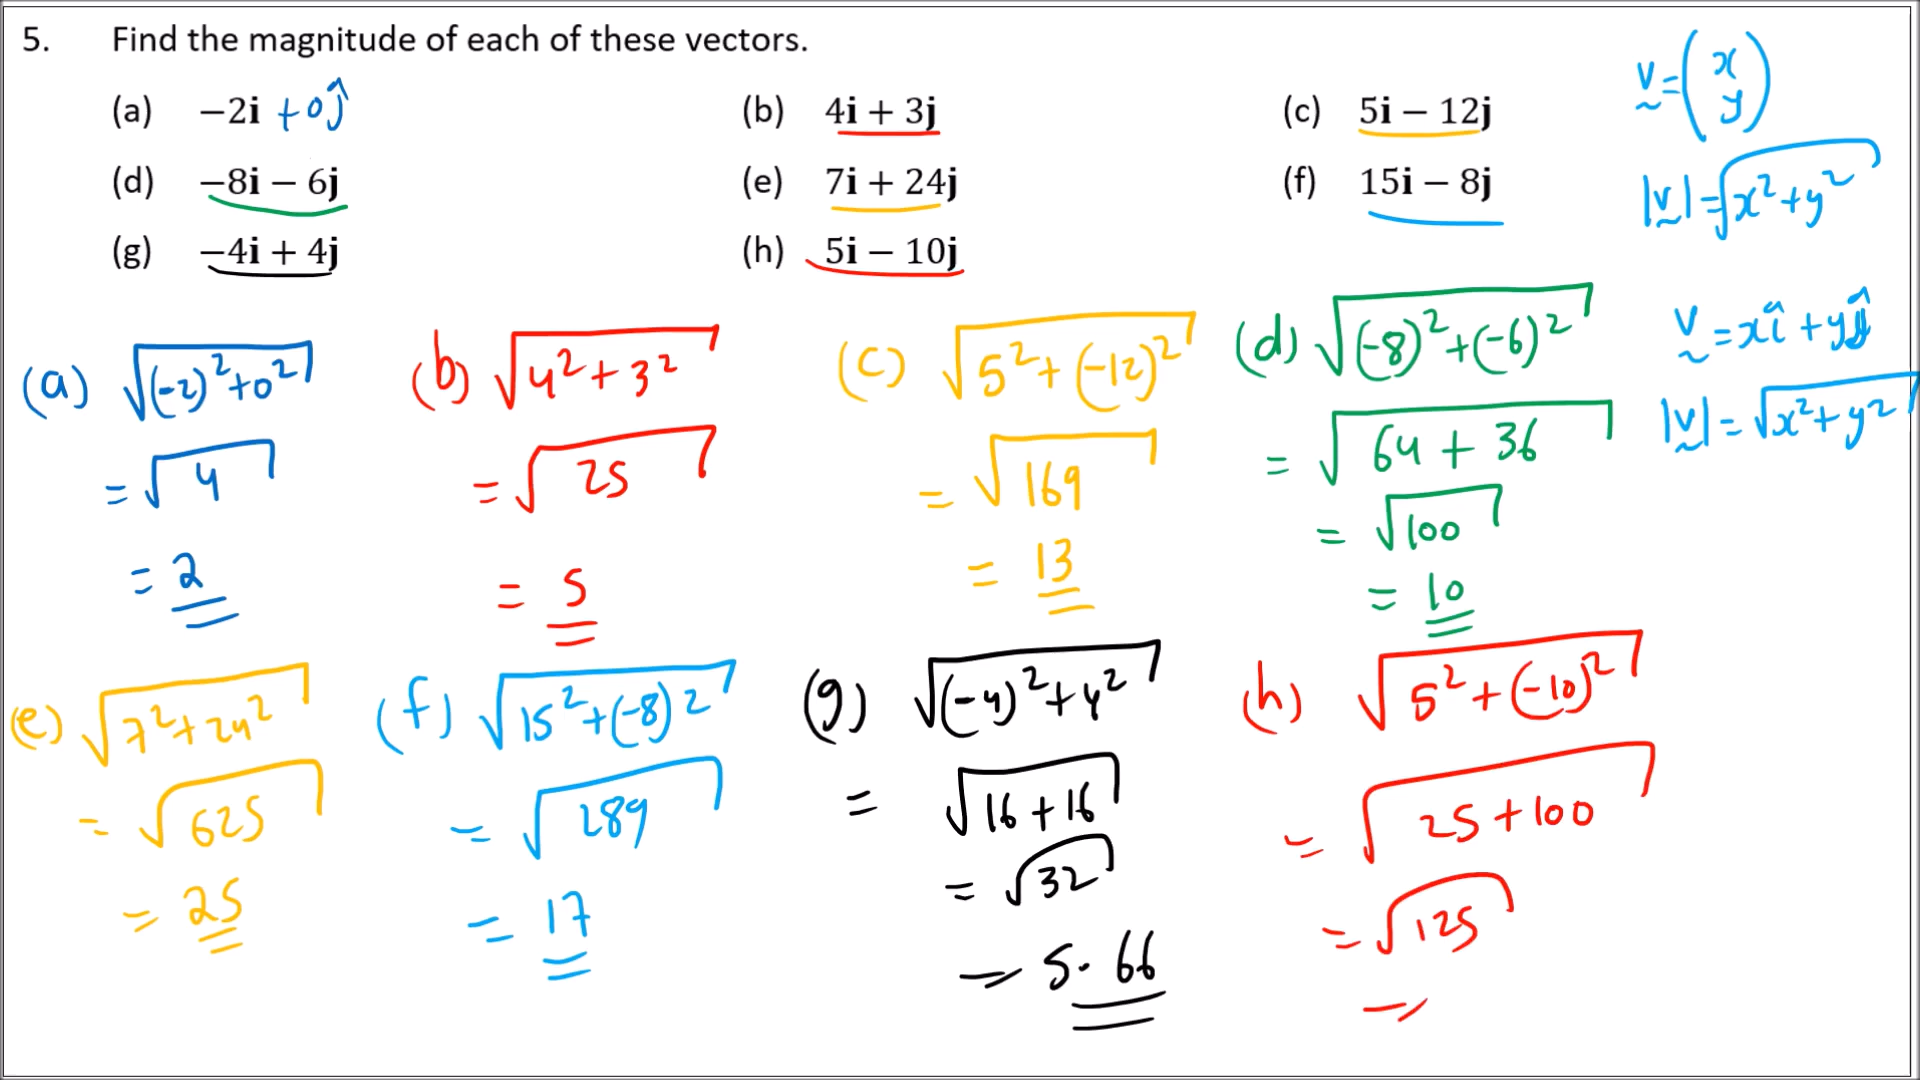 5. Find the magnitude of each of these vectors.
(a) −2i +0ĵ (b) 4i + 3j (c) 5i − 12j
(d) −8i − 6j (e) 7i + 24j (f) 15i − 8j
(g) −4i + 4j (h) 5i − 10j
v = (x y)
|v| = √(x²+y²)
v = xî + yĵ
|v| = √(x²+y²)
(a) √((-2)²+0²)
= √4
= 2
(b) √(4²+3²)
= √25
= 5
(c) √(5²+(-12)²)
= √169
= 13
(d) √((-8)²+(-6)²)
= √(64+36)
= √100
= 10
(e) √(7²+24²)
= √625
= 25
(f) √(15²+(-8)²)
= √289
= 17
(g) √((-4)²+4²)
= √(16+16)
= √32
= 5.66
(h) √(5²+(-10)²)
= √(25+100)
= √125
=